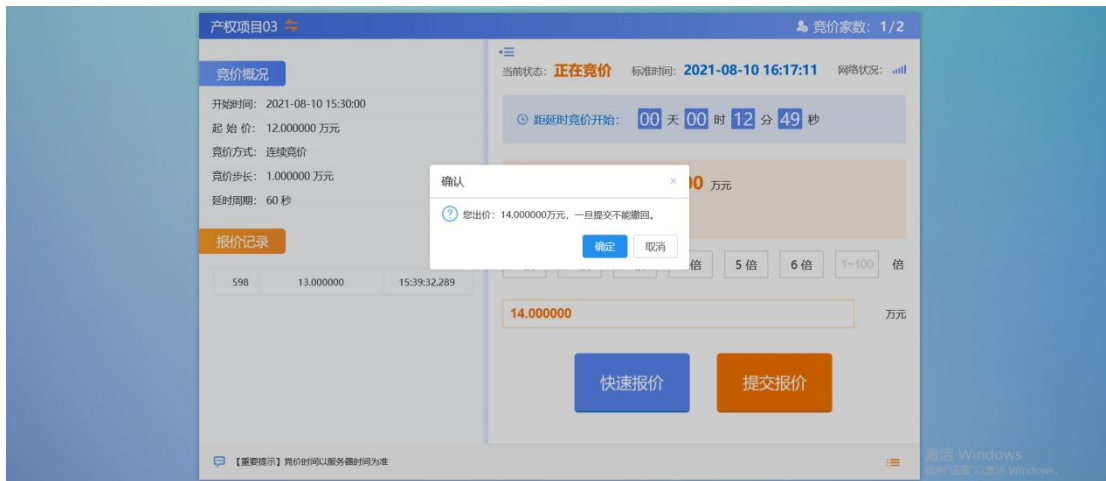 产权项目03
竞价家数：1/2
竞价概况
开始时间： 2021-08-10 15:30:00
起 始 价： 12.000000 万元
竞价方式： 连续竞价
竞价步长： 1.000000 万元
延时周期： 60 秒
报价记录
598 13.000000 15:39:32.289
当前状态：正在竞价 标准时间：2021-08-10 16:17:11 网络状况：
距延时竞价开始： 00 天 00 时 12 分 49 秒
万元
确认 ×
您出价：14.000000万元，一旦提交不能撤回。
确定 取消
倍 5 倍 6 倍 1~100 倍
14.000000 万元
快速报价 提交报价
【重要提示】竞价时间以服务器时间为准
激活 Windows